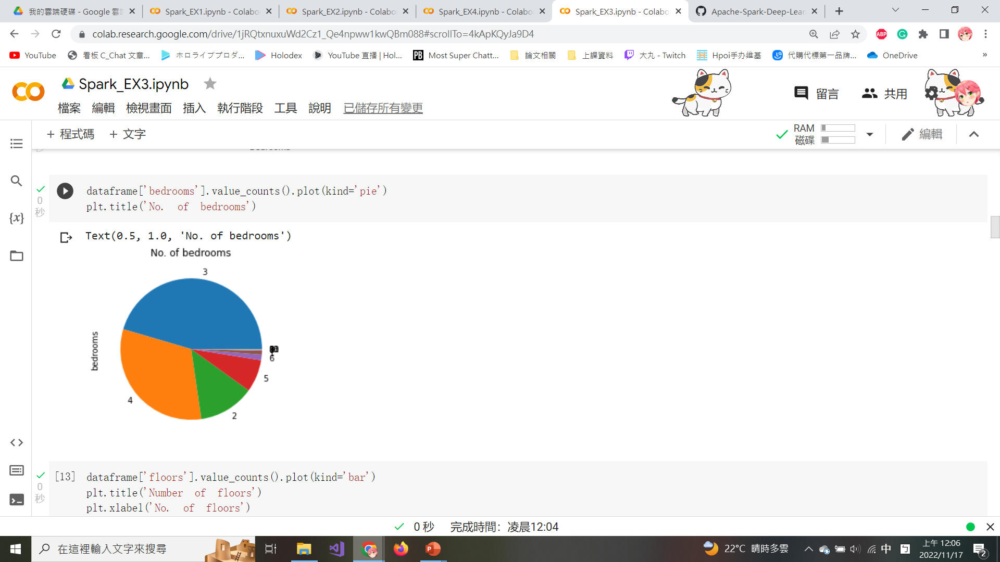 我的雲端硬碟 - Google 雲
Spark_EX1.ipynb - Colabo
Spark_EX2.ipynb - Colabo
Spark_EX4.ipynb - Colabo
Spark_EX3.ipynb - Colabo
Apache-Spark-Deep-Lear
colab.research.google.com/drive/1jRQtxnuxuWd2Cz1_Qe4npww1kwQBm088#scrollTo=4kApKQyJa9D4
ABP
YouTube
看板 C_Chat 文章...
ホロライブプロダ...
Holodex
YouTube 直播 | Hol...
PB Most Super Chatt...
論文相關
上課資料
大丸 - Twitch
Hpoi手办维基
代購代標第一品牌...
OneDrive
»
Spark_EX3.ipynb
留言
共用
檔案 編輯 檢視畫面 插入 執行階段 工具 說明 已儲存所有變更
+ 程式碼 + 文字
RAM
磁碟
編輯
{x}
0
秒
dataframe['bedrooms'].value_counts().plot(kind='pie')
plt.title('No. of bedrooms')
Text(0.5, 1.0, 'No. of bedrooms')
No. of bedrooms
3
bedrooms
6
5
4
2
[13]
0
秒
dataframe['floors'].value_counts().plot(kind='bar')
plt.title('Number of floors')
plt.xlabel('No. of floors')
0 秒 完成時間：凌晨12:04
在這裡輸入文字來搜尋
22°C 晴時多雲
中
上午 12:06
2022/11/17
2